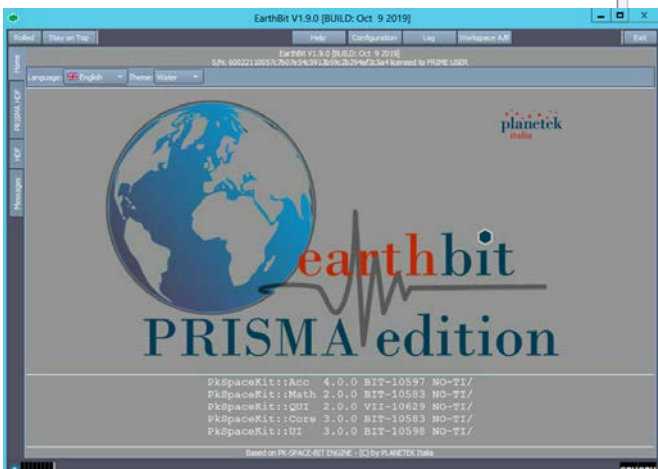 EarthBit V1.9.0 [BUILD: Oct 9 2019]
Rolled Stay on Top Help Configuration Log Workspace A/B Exit
EarthBit V1.9.0 [BUILD: Oct 9 2019]
licensed to PRIME USER
Language: English Theme: Water
Home
PRISMA HDF
HDF
Messages
planetek
italia
earthbit
PRISMA edition
PkSpaceKit::Acc 4.0.0 BIT-10597 NO-TI/
PkSpaceKit::Math 2.0.0 BIT-10583 NO-TI/
PkSpaceKit::QUI 2.0.0 VII-10629 NO-TI/
PkSpaceKit::Core 3.0.0 BIT-10583 NO-TI/
PkSpaceKit::UI 3.0.0 BIT-10598 NO-TI/
Based on PK-SPACE-BIT ENGINE - (C) by PLANETEK Italia